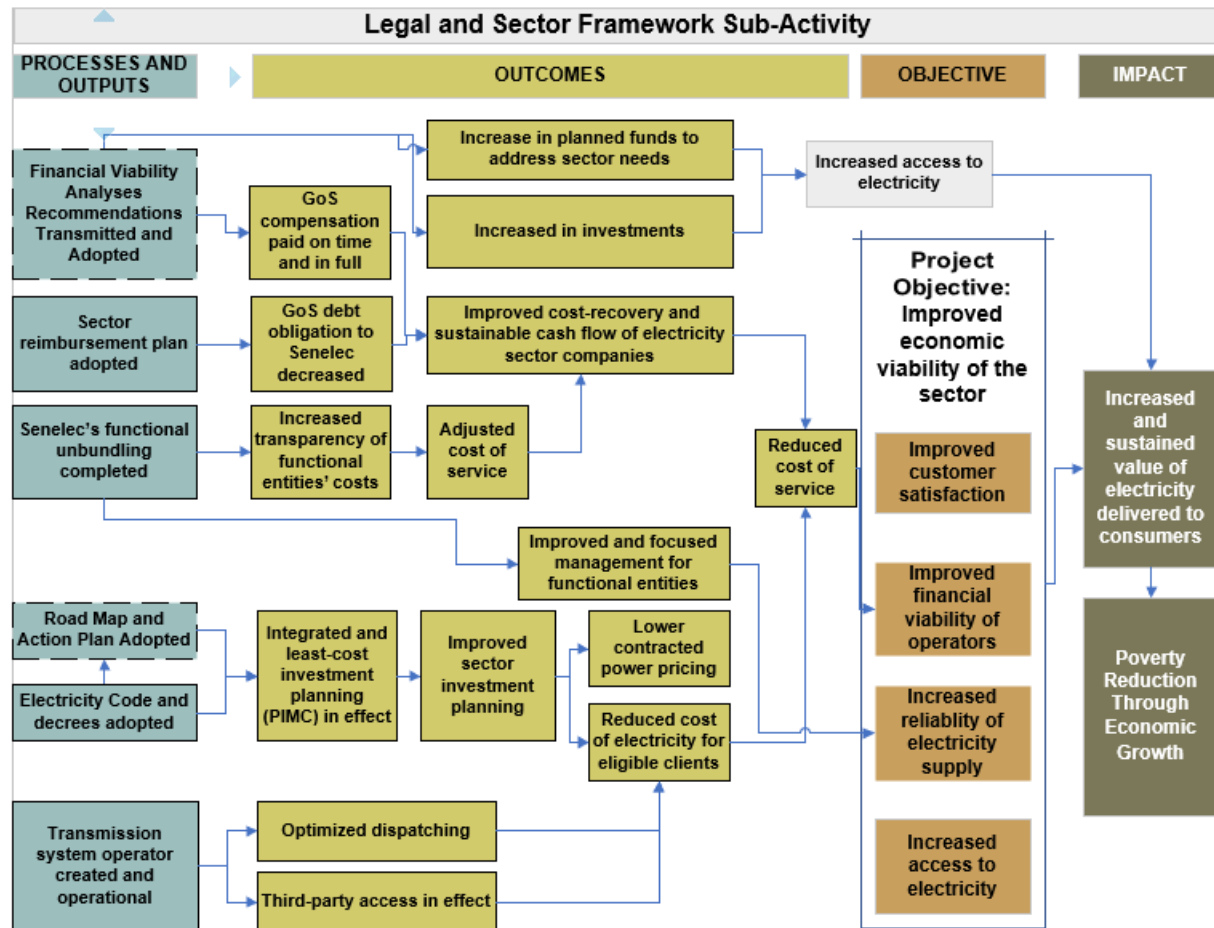 Legal and Sector Framework Sub-Activity
PROCESSES AND
OUTPUTS
OUTCOMES
OBJECTIVE
IMPACT
Financial Viability
Analyses
Recommendations
Transmitted and
Adopted
GoS
compensation
paid on time
and in full
Increase in planned funds to
address sector needs
Increased in investments
Increased access to
electricity
Sector
reimbursement plan
adopted
GoS debt
obligation to
Senelec
decreased
Improved cost-recovery and
sustainable cash flow of electricity
sector companies
Senelec's functional
unbundling
completed
Increased
transparency of
functional
entities' costs
Adjusted
cost of
service
Reduced
cost of
service
Improved and focused
management for
functional entities
Road Map and
Action Plan Adopted
Electricity Code and
decrees adopted
Integrated and
least-cost
investment
planning
(PIMC) in effect
Improved
sector
investment
planning
Lower
contracted
power pricing
Reduced cost
of electricity for
eligible clients
Transmission
system operator
created and
operational
Optimized dispatching
Third-party access in effect
Project
Objective:
Improved
economic
viability of the
sector
Improved
customer
satisfaction
Improved
financial
viability of
operators
Increased
reliablity of
electricity
supply
Increased
access to
electricity
Increased
and
sustained
value of
electricity
delivered to
consumers
Poverty
Reduction
Through
Economic
Growth